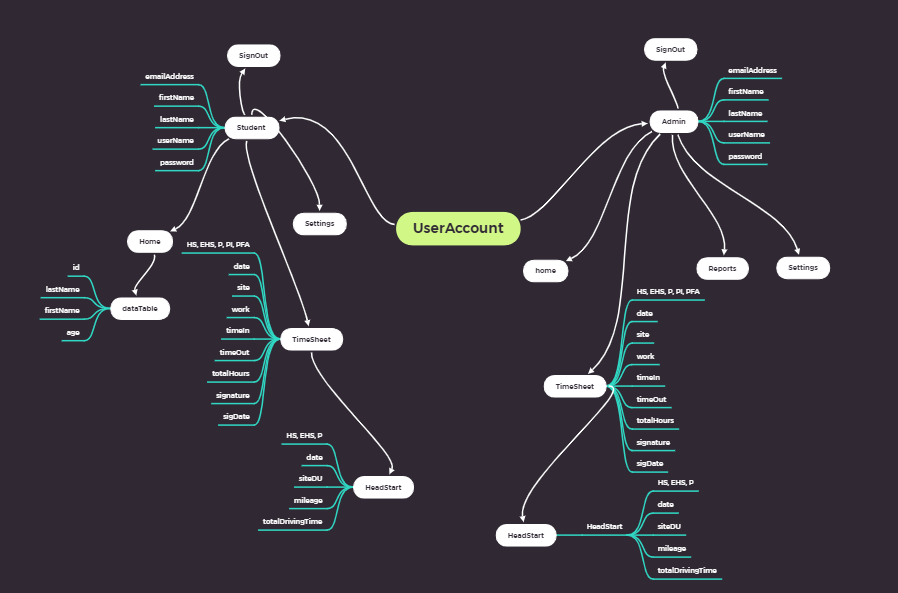 UserAccount
Student
SignOut
emailAddress
firstName
lastName
userName
password
Settings
Home
dataTable
id
lastName
firstName
age
TimeSheet
HS, EHS, P, PI, PFA
date
site
work
timeIn
timeOut
totalHours
signature
sigDate
HeadStart
HS, EHS, P
date
siteDU
mileage
totalDrivingTime
Admin
SignOut
emailAddress
firstName
lastName
userName
password
home
Reports
Settings
TimeSheet
HS, EHS, P, PI, PFA
date
site
work
timeIn
timeOut
totalHours
signature
sigDate
HeadStart
HeadStart
HS, EHS, P
date
siteDU
mileage
totalDrivingTime